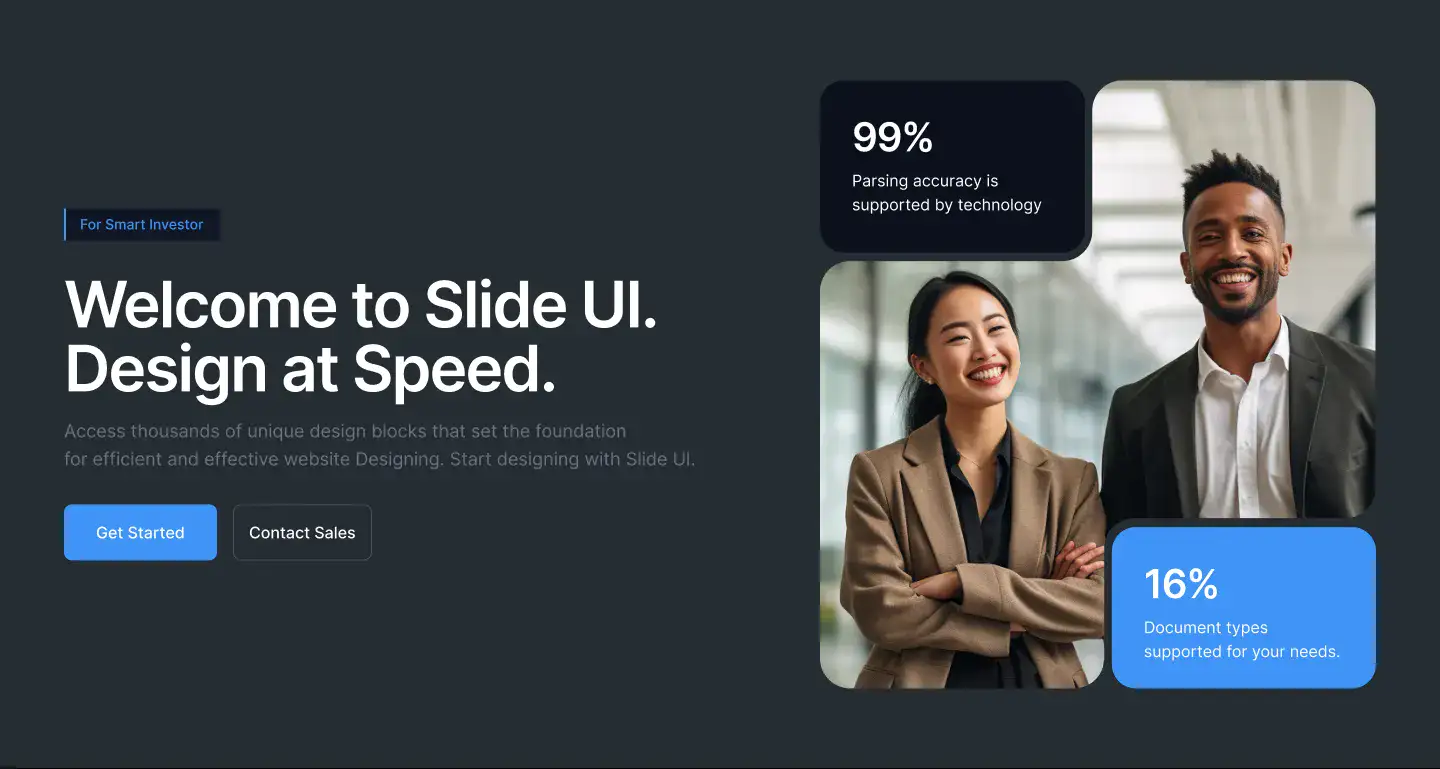 For Smart Investor
Welcome to Slide UI.
Design at Speed.
Access thousands of unique design blocks that set the foundation
for efficient and effective website Designing. Start designing with Slide UI.
Get Started
Contact Sales
99%
Parsing accuracy is
supported by technology
16%
Document types
supported for your needs.